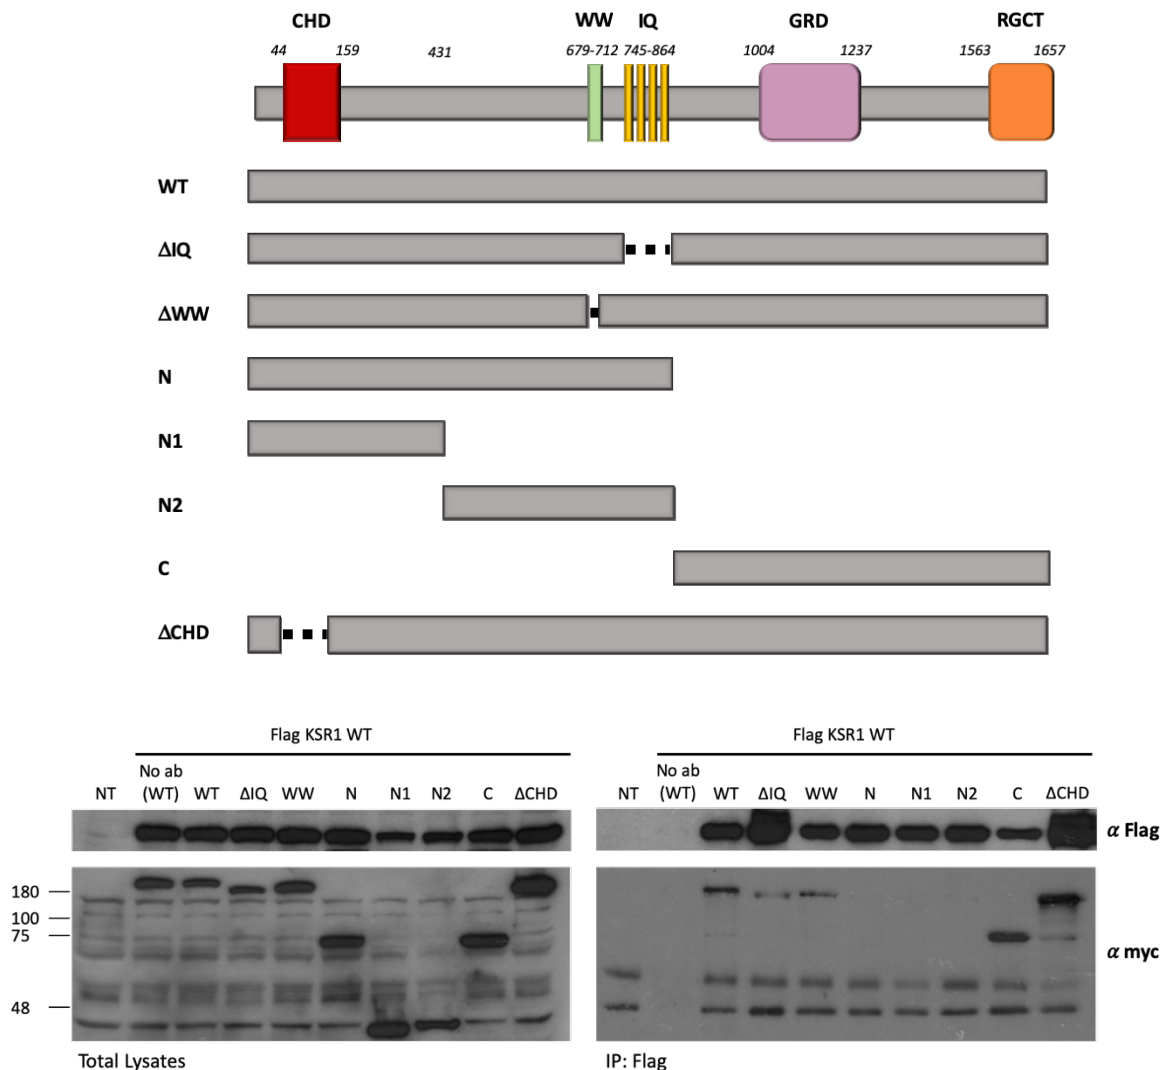 CHD WW IQ GRD RGCT
44 159 431 679-712 745-864 1004 1237 1563 1657
WT
ΔIQ
ΔWW
N
N1
N2
C
ΔCHD
Flag KSR1 WT
NT No ab (WT) WT ΔIQ WW N N1 N2 C ΔCHD
180
100
75
48
Total Lysates
Flag KSR1 WT
NT No ab (WT) WT ΔIQ WW N N1 N2 C ΔCHD
α Flag
α myc
IP: Flag